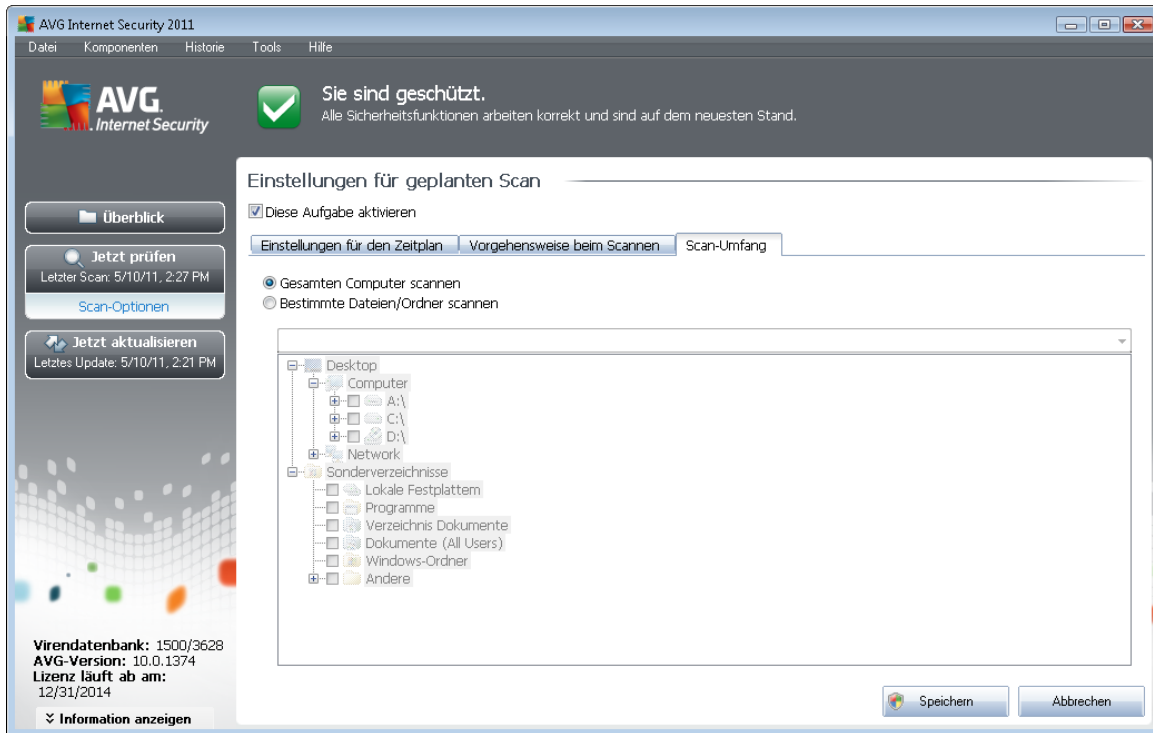 AVG Internet Security 2011
Datei Komponenten Historie Tools Hilfe
AVG.
Internet Security
Sie sind geschützt.
Alle Sicherheitsfunktionen arbeiten korrekt und sind auf dem neuesten Stand.
Überblick
Jetzt prüfen
Letzter Scan: 5/10/11, 2:27 PM
Scan-Optionen
Jetzt aktualisieren
Letztes Update: 5/10/11, 2:21 PM
Virendatenbank: 1500/3628
AVG-Version: 10.0.1374
Lizenz läuft ab am:
12/31/2014
Information anzeigen
Einstellungen für geplanten Scan
Diese Aufgabe aktivieren
Einstellungen für den Zeitplan Vorgehensweise beim Scannen Scan-Umfang
Gesamten Computer scannen
Bestimmte Dateien/Ordner scannen
Desktop
Computer
A:\
C:\
D:\
Network
Sonderverzeichnisse
Lokale Festplattem
Programme
Verzeichnis Dokumente
Dokumente (All Users)
Windows-Ordner
Andere
Speichern Abbrechen